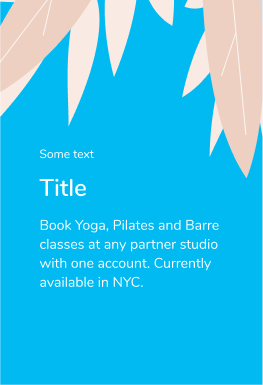 Some text
Title
Book Yoga, Pilates and Barre
classes at any partner studio
with one account. Currently
available in NYC.